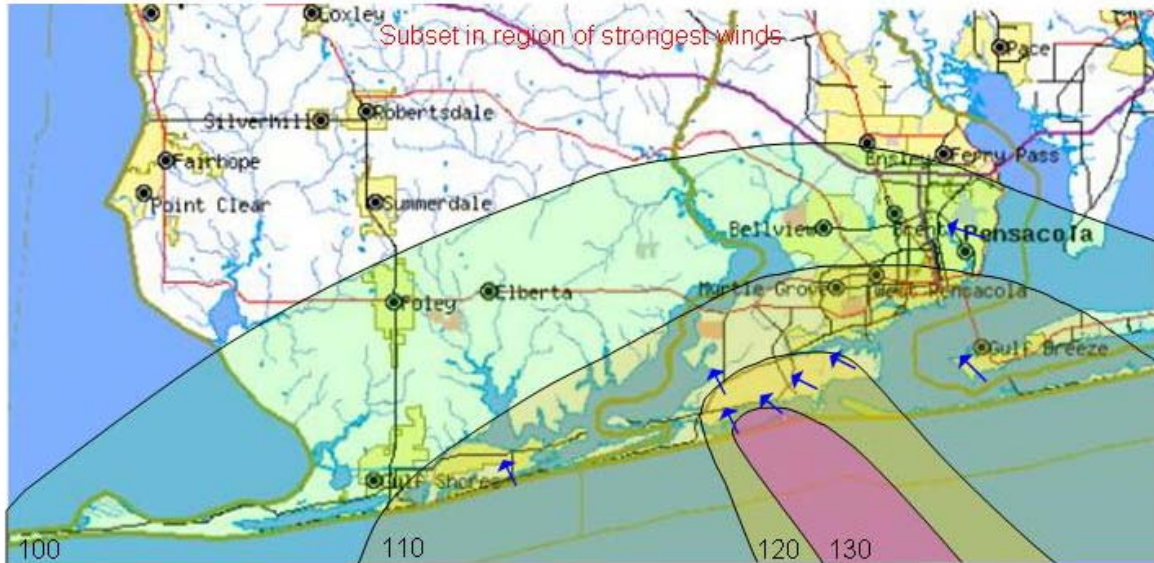 Loxley
Subset in region of strongest winds
Pace
Robertsdale
Silverhill
Ensley
Ferry Pass
Fairhope
Point Clear
Summerdale
Bellview
Brent
Pensacola
Foley
Elberta
Myrtle Grove
West Pensacola
Gulf Breeze
Gulf Shores
100
110
120
130